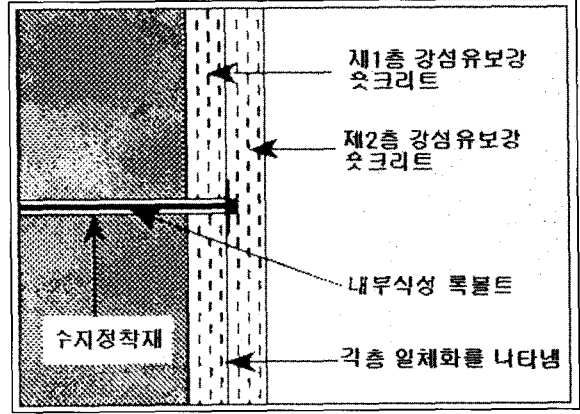 제1층 강섬유보강
숏크리트
제2층 강섬유보강
숏크리트
내부식성 록볼트
수지정착재
각층 일체화를 나타냄